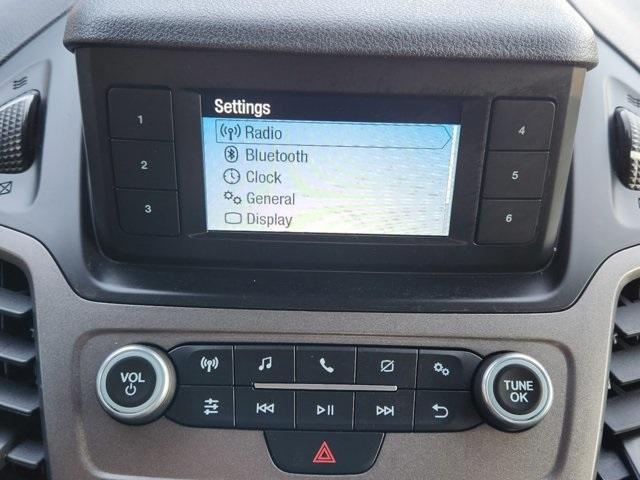 Settings
Radio
Bluetooth
Clock
General
Display
1
2
3
4
5
6
VOL
TUNE
OK